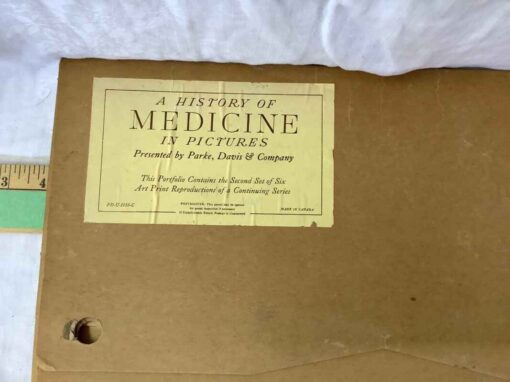 A HISTORY OF
MEDICINE
IN PICTURES
Presented by Parke, Davis & Company
This Portfolio Contains the Second Set of Six
Art Print Reproductions of a Continuing Series
MADE IN CANADA
3
4